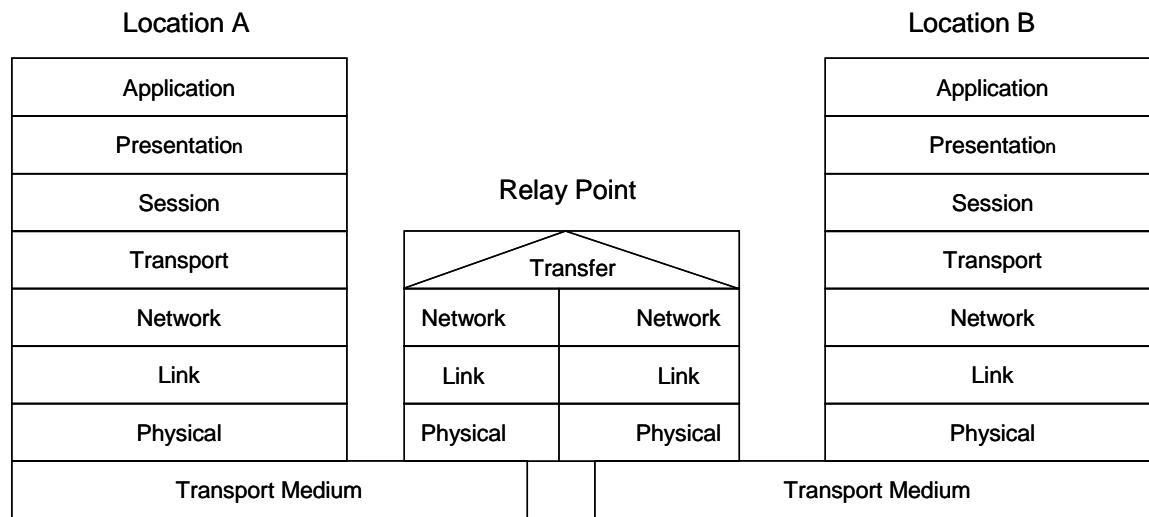 Location A
Application
Presentation
Session
Transport
Network
Link
Physical
Transport Medium
Relay Point
Transfer
Network Network
Link Link
Physical Physical
Location B
Application
Presentation
Session
Transport
Network
Link
Physical
Transport Medium